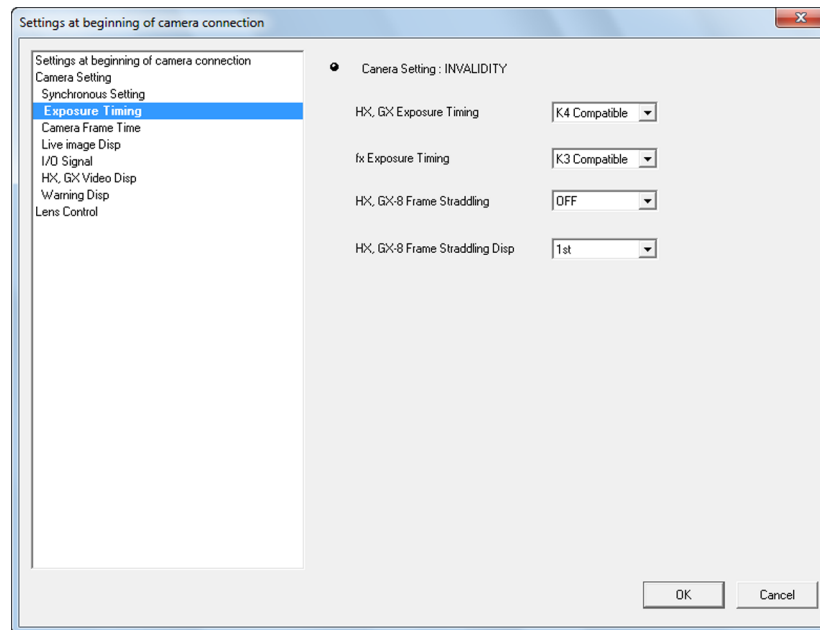 Settings at beginning of camera connection
Settings at beginning of camera connection
Camera Setting
Synchronous Setting
Exposure Timing
Camera Frame Time
Live image Disp
I/O Signal
HX, GX Video Disp
Warning Disp
Lens Control
Canera Setting : INVALIDITY
HX, GX Exposure Timing K4 Compatible
fx Exposure Timing K3 Compatible
HX, GX-8 Frame Straddling OFF
HX, GX-8 Frame Straddling Disp 1st
OK Cancel